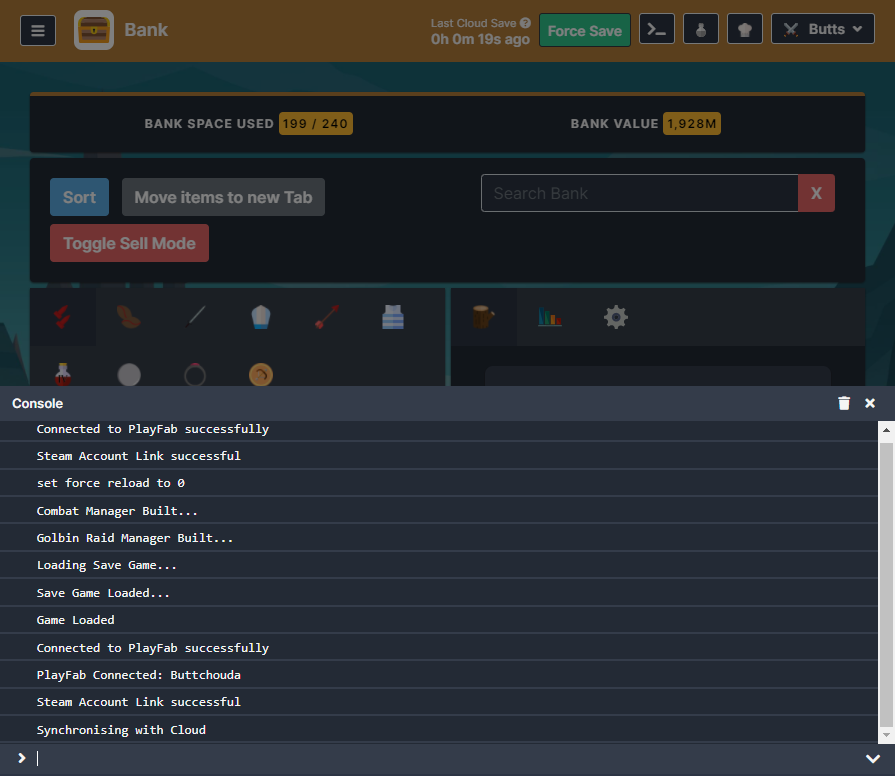 Bank
Last Cloud Save
0h 0m 19s ago
Force Save
Butts
BANK SPACE USED 199 / 240
BANK VALUE 1,928M
Sort
Move items to new Tab
Search Bank
X
Toggle Sell Mode
Console
Connected to PlayFab successfully
Steam Account Link successful
set force reload to 0
Combat Manager Built...
Golbin Raid Manager Built...
Loading Save Game...
Save Game Loaded...
Game Loaded
Connected to PlayFab successfully
PlayFab Connected: Buttchouda
Steam Account Link successful
Synchronising with Cloud